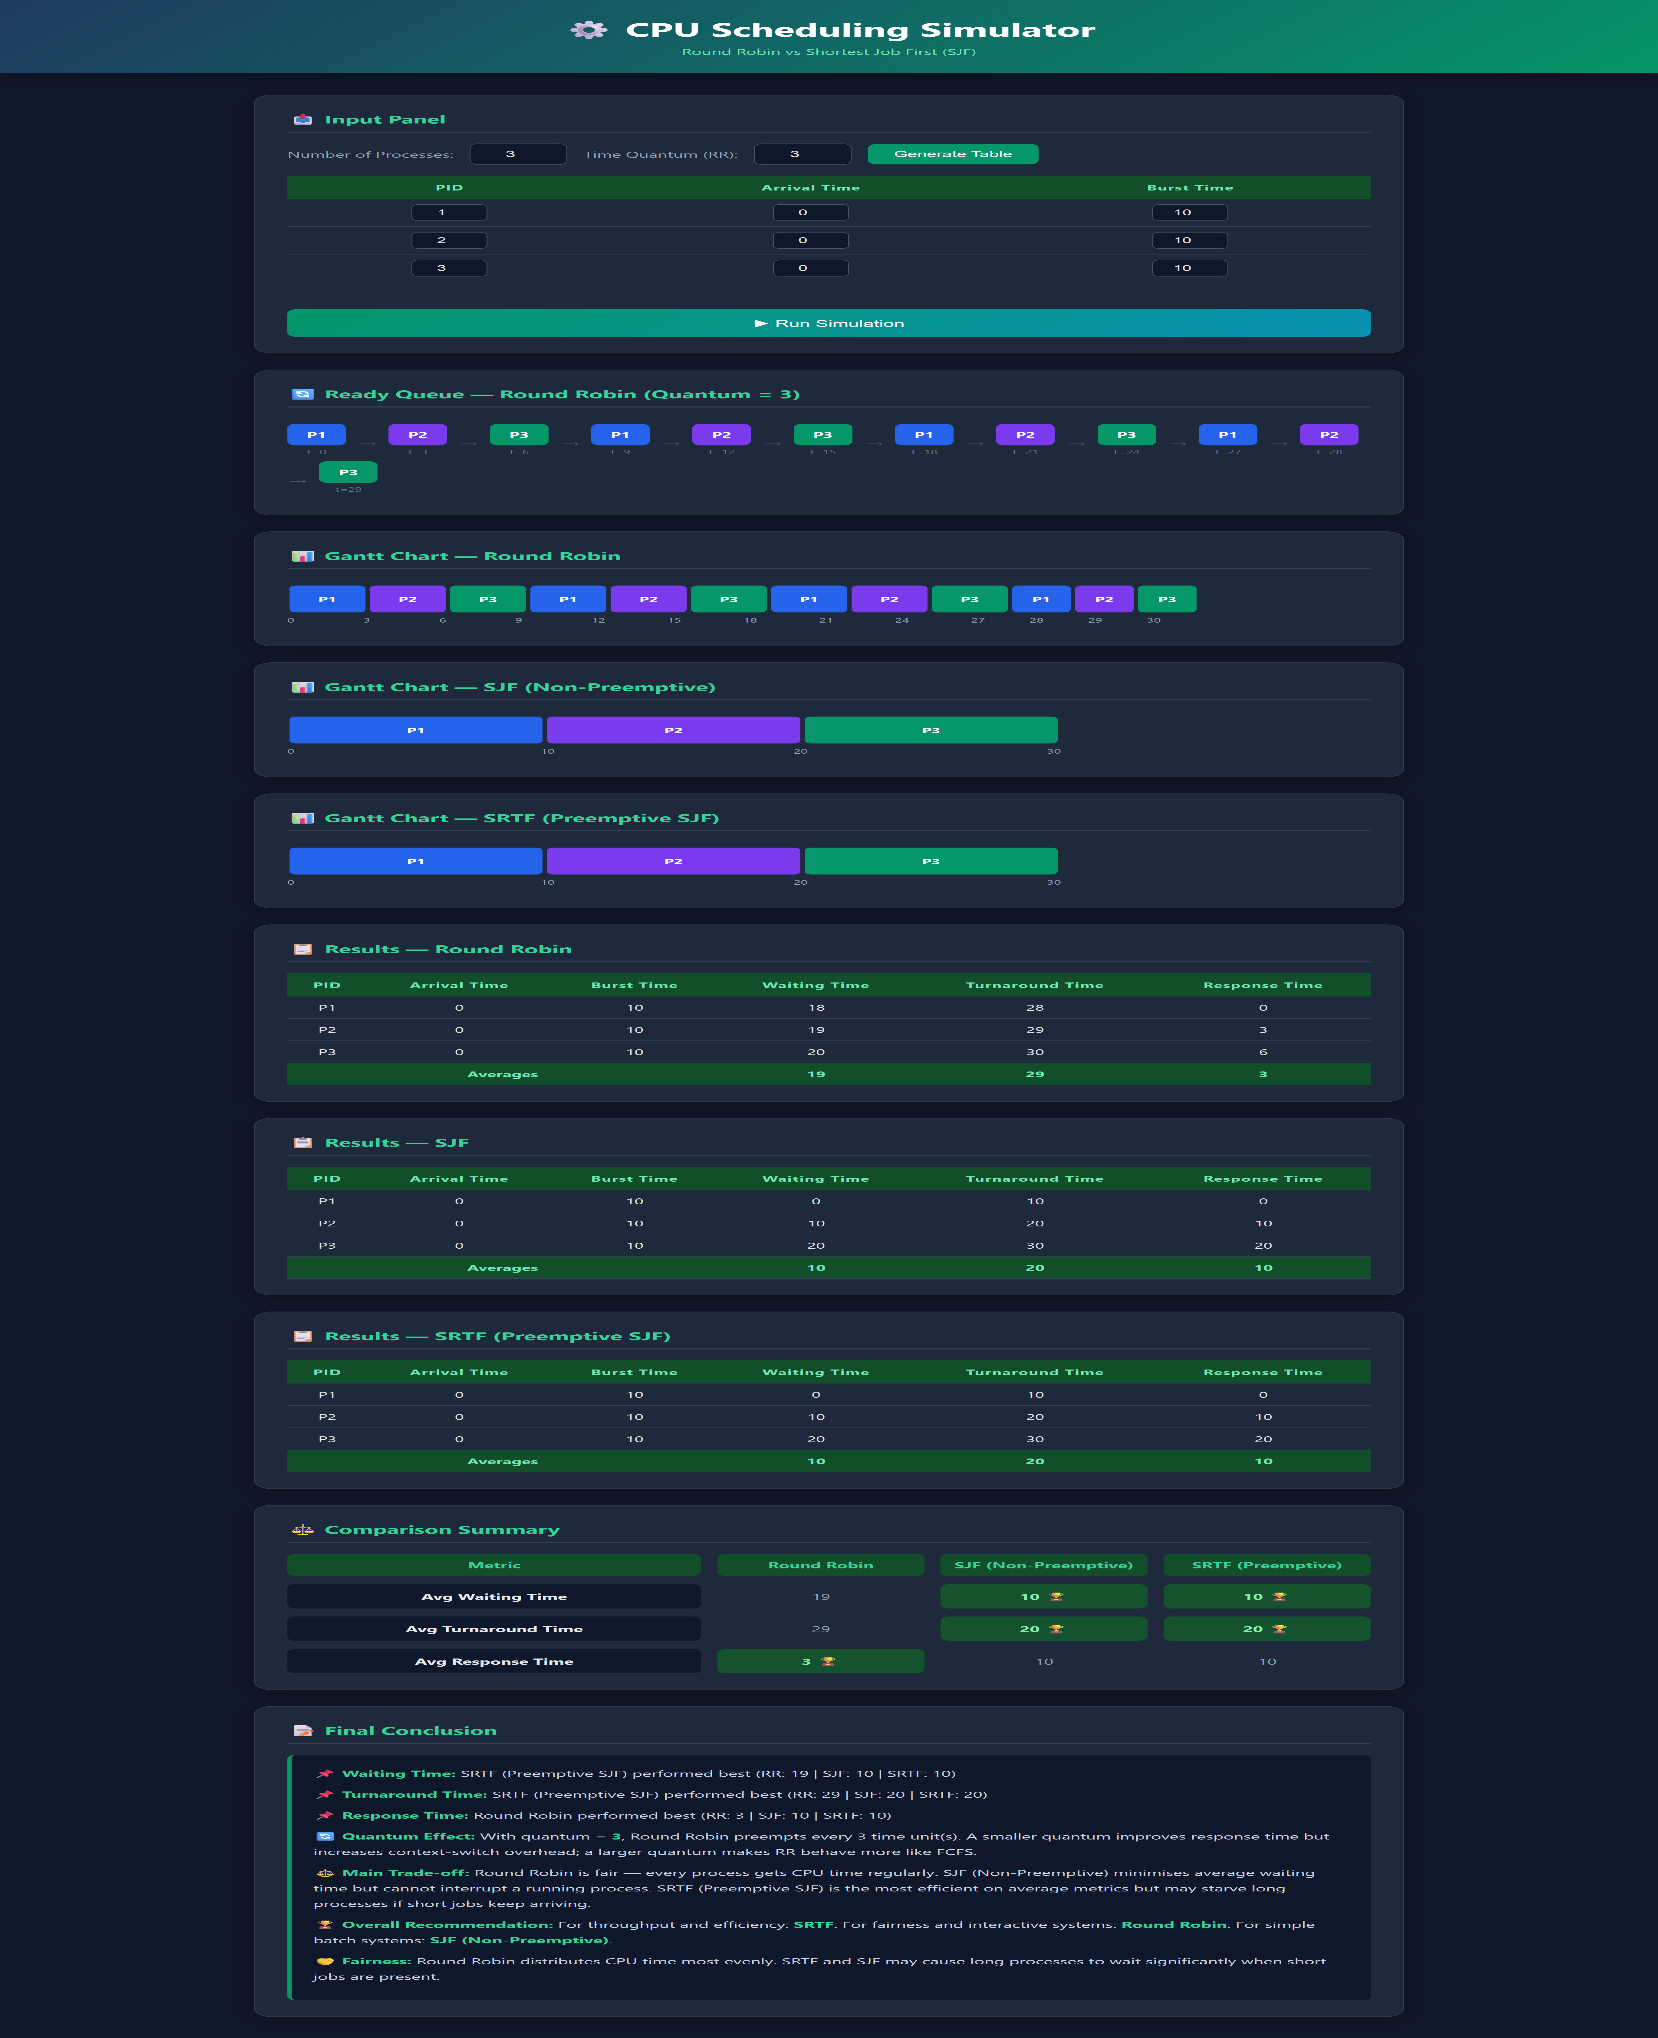 CPU Scheduling Simulator
Round Robin vs Shortest Job First (SJF)
Input Panel
Number of Processes: 3 Time Quantum (RR): 3 Generate Table
PID Arrival Time Burst Time
1 0 10
2 0 10
3 0 10
► Run Simulation
Ready Queue — Round Robin (Quantum = 3)
P1 → P2 → P3 → P1 → P2 → P3 → P1 → P2 → P3 → P1 → P2
t=0 t=3 t=6 t=9 t=12 t=15 t=18 t=21 t=24 t=27 t=28
→ P3
t=29
Gantt Chart — Round Robin
P1 P2 P3 P1 P2 P3 P1 P2 P3 P1 P2 P3
0 3 6 9 12 15 18 21 24 27 28 29 30
Gantt Chart — SJF (Non-Preemptive)
P1 P2 P3
0 10 20 30
Gantt Chart — SRTF (Preemptive SJF)
P1 P2 P3
0 10 20 30
Results — Round Robin
PID Arrival Time Burst Time Waiting Time Turnaround Time Response Time
P1 0 10 18 28 0
P2 0 10 19 29 3
P3 0 10 20 30 6
Averages 19 29 3
Results — SJF
PID Arrival Time Burst Time Waiting Time Turnaround Time Response Time
P1 0 10 0 10 0
P2 0 10 10 20 10
P3 0 10 20 30 20
Averages 10 20 10
Results — SRTF (Preemptive SJF)
PID Arrival Time Burst Time Waiting Time Turnaround Time Response Time
P1 0 10 0 10 0
P2 0 10 10 20 10
P3 0 10 20 30 20
Averages 10 20 10
Comparison Summary
Metric Round Robin SJF (Non-Preemptive) SRTF (Preemptive)
Avg Waiting Time 19 10 10
Avg Turnaround Time 29 20 20
Avg Response Time 3 10 10
Final Conclusion
Waiting Time: SRTF (Preemptive SJF) performed best (RR: 19 | SJF: 10 | SRTF: 10)
Turnaround Time: SRTF (Preemptive SJF) performed best (RR: 29 | SJF: 20 | SRTF: 20)
Response Time: Round Robin performed best (RR: 3 | SJF: 10 | SRTF: 10)
Quantum Effect: With quantum = 3, Round Robin preempts every 3 time unit(s). A smaller quantum improves response time but
increases context-switch overhead; a larger quantum makes RR behave more like FCFS.
Main Trade-off: Round Robin is fair — every process gets CPU time regularly. SJF (Non-Preemptive) minimises average waiting
time but cannot interrupt a running process. SRTF (Preemptive SJF) is the most efficient on average metrics but may starve long
processes if short jobs keep arriving.
Overall Recommendation: For throughput and efficiency: SRTF. For fairness and interactive systems: Round Robin. For simple
batch systems: SJF (Non-Preemptive).
Fairness: Round Robin distributes CPU time most evenly. SRTF and SJF may cause long processes to wait significantly when short
jobs are present.